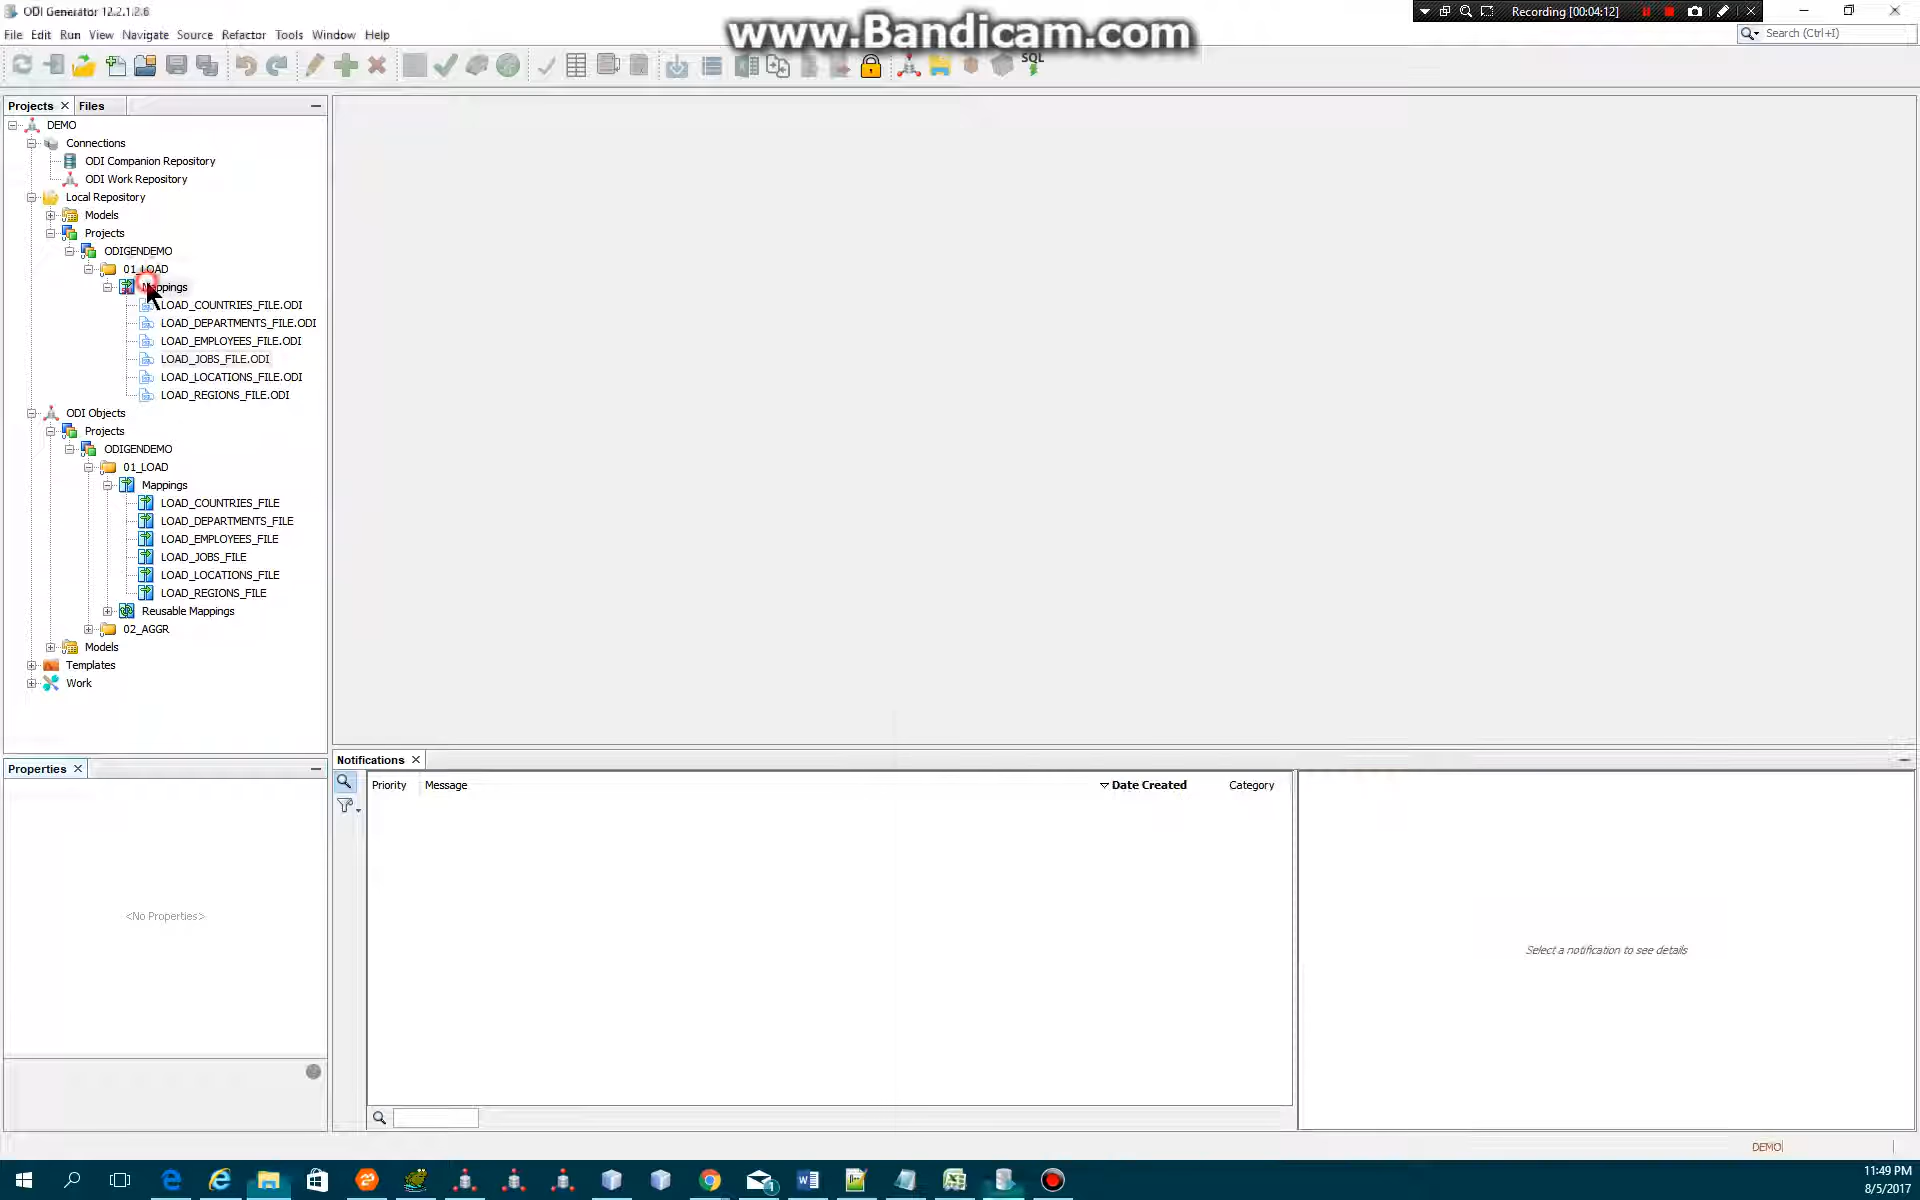 ODI Generator 12.2.1.2.6
Recording [00:04:12]
www.Bandicam.com
File Edit Run View Navigate Source Refactor Tools Window Help
Search (Ctrl+I)
SQL
Projects Files
DEMO
Connections
ODI Companion Repository
ODI Work Repository
Local Repository
Models
Projects
ODIGENDEMO
01_LOAD
Mappings
LOAD_COUNTRIES_FILE.ODI
LOAD_DEPARTMENTS_FILE.ODI
LOAD_EMPLOYEES_FILE.ODI
LOAD_JOBS_FILE.ODI
LOAD_LOCATIONS_FILE.ODI
LOAD_REGIONS_FILE.ODI
ODI Objects
Projects
ODIGENDEMO
01_LOAD
Mappings
LOAD_COUNTRIES_FILE
LOAD_DEPARTMENTS_FILE
LOAD_EMPLOYEES_FILE
LOAD_JOBS_FILE
LOAD_LOCATIONS_FILE
LOAD_REGIONS_FILE
Reusable Mappings
02_AGGR
Models
Templates
Work
Properties
<No Properties>
Notifications
Priority Message Date Created Category
Select a notification to see details
DEMO
11:49 PM
8/5/2017